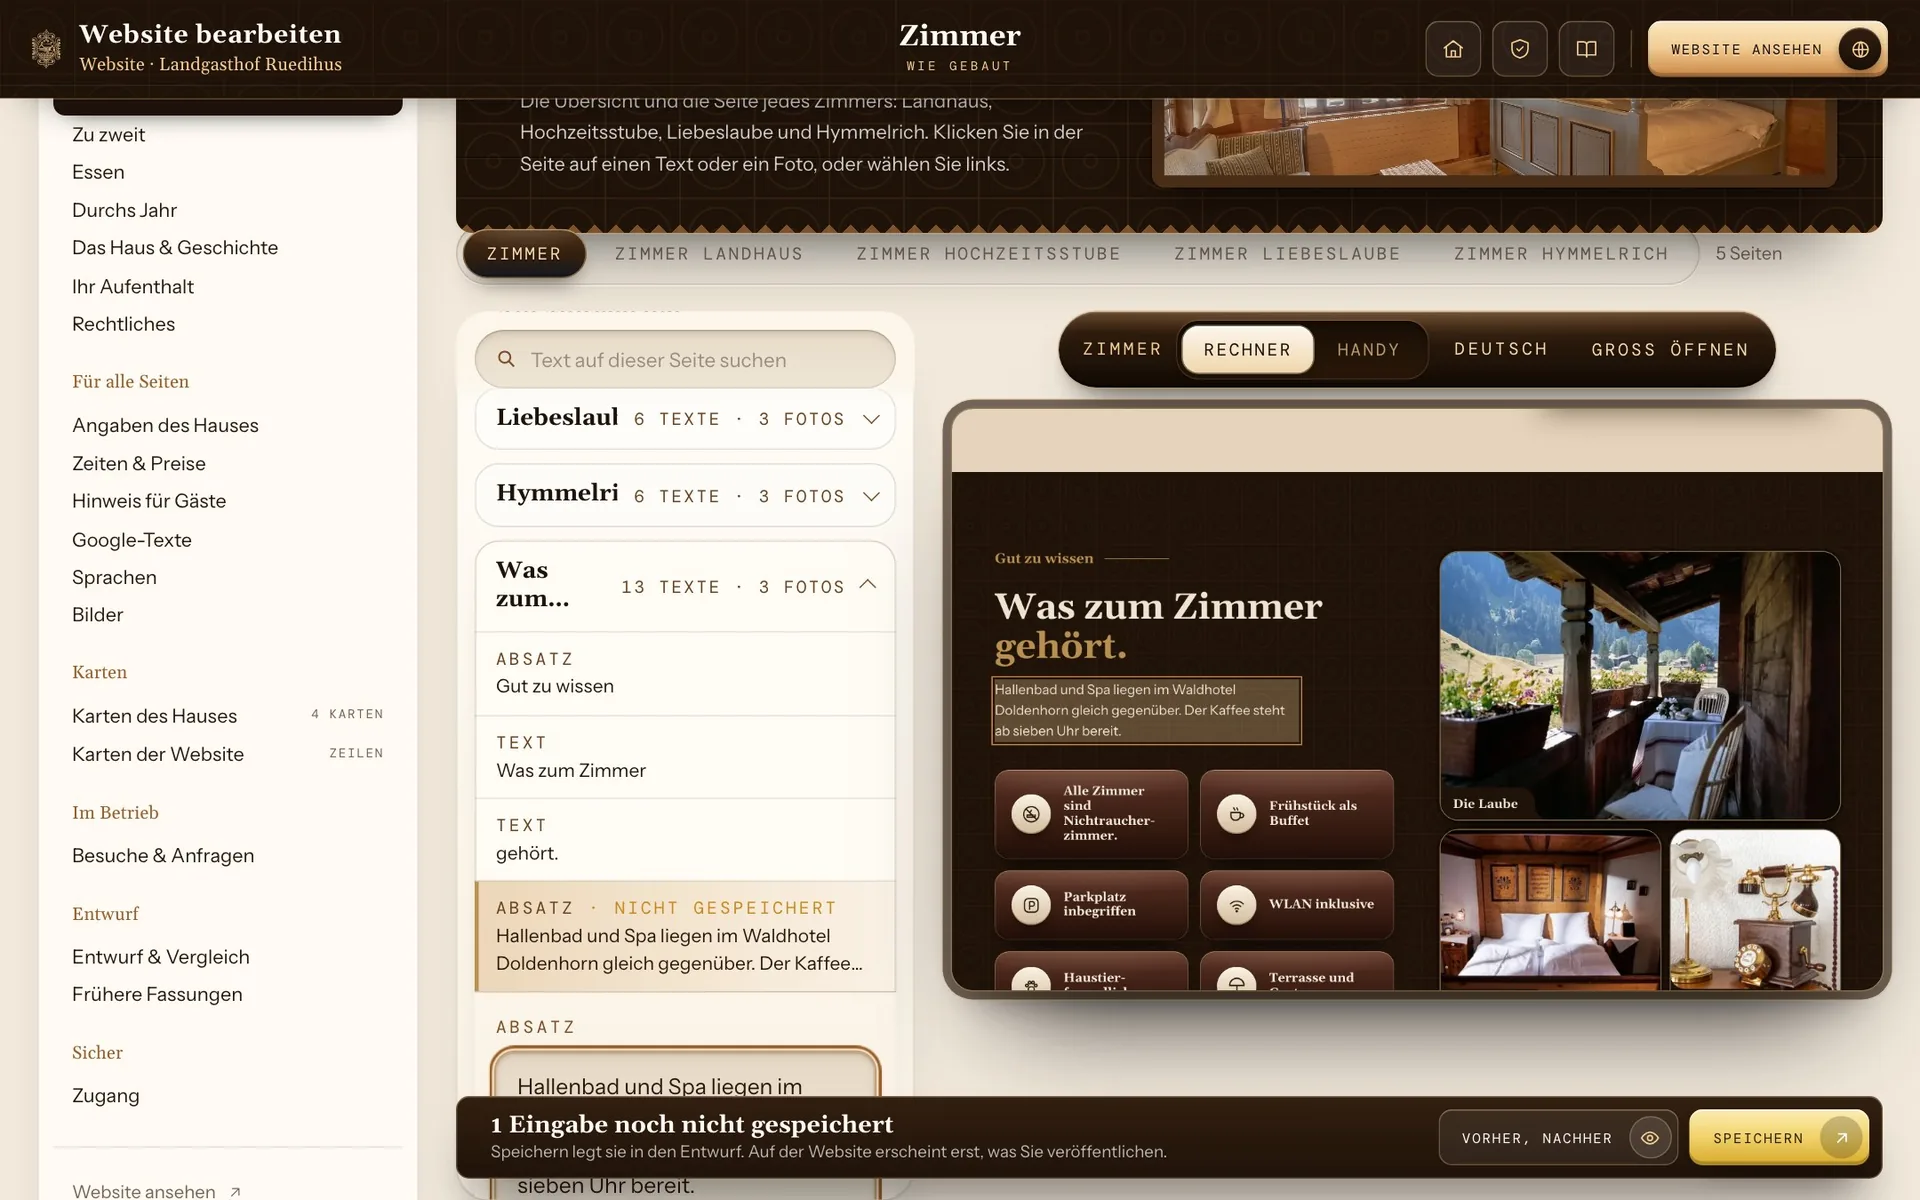 Website bearbeiten
Website · Landgasthof Ruedihus
Zimmer
WIE GEBAUT
WEBSITE ANSEHEN
Zu zweit
Essen
Durchs Jahr
Das Haus & Geschichte
Ihr Aufenthalt
Rechtliches
Für alle Seiten
Angaben des Hauses
Zeiten & Preise
Hinweis für Gäste
Google-Texte
Sprachen
Bilder
Karten
Karten des Hauses 4 KARTEN
Karten der Website ZEILEN
Im Betrieb
Besuche & Anfragen
Entwurf
Entwurf & Vergleich
Frühere Fassungen
Sicher
Zugang
Website ansehen
Die Übersicht und die Seite jedes Zimmers: Landhaus,
Hochzeitsstube, Liebeslaube und Hymmelrich. Klicken Sie in der
Seite auf einen Text oder ein Foto, oder wählen Sie links.
ZIMMER ZIMMER LANDHAUS ZIMMER HOCHZEITSSTUBE ZIMMER LIEBESLAUBE ZIMMER HYMMELRICH 5 Seiten
Text auf dieser Seite suchen
Liebeslaul 6 TEXTE · 3 FOTOS
Hymmelri 6 TEXTE · 3 FOTOS
Was
zum... 13 TEXTE · 3 FOTOS
ABSATZ
Gut zu wissen
TEXT
Was zum Zimmer
TEXT
gehört.
ABSATZ · NICHT GESPEICHERT
Hallenbad und Spa liegen im Waldhotel
Doldenhorn gleich gegenüber. Der Kaffee...
ABSATZ
Hallenbad und Spa liegen im
sieben Uhr bereit.
ZIMMER RECHNER HANDY DEUTSCH GROSS ÖFFNEN
Gut zu wissen
Was zum Zimmer
gehört.
Hallenbad und Spa liegen im Waldhotel
Doldenhorn gleich gegenüber. Der Kaffee steht
ab sieben Uhr bereit.
Alle Zimmer
sind
Nichtraucher-
zimmer.
Frühstück als
Buffet
Parkplatz
inbegriffen
WLAN inklusive
Haustier-
Terrasse und
Die Laube
1 Eingabe noch nicht gespeichert
Speichern legt sie in den Entwurf. Auf der Website erscheint erst, was Sie veröffentlichen.
VORHER, NACHHER
SPEICHERN